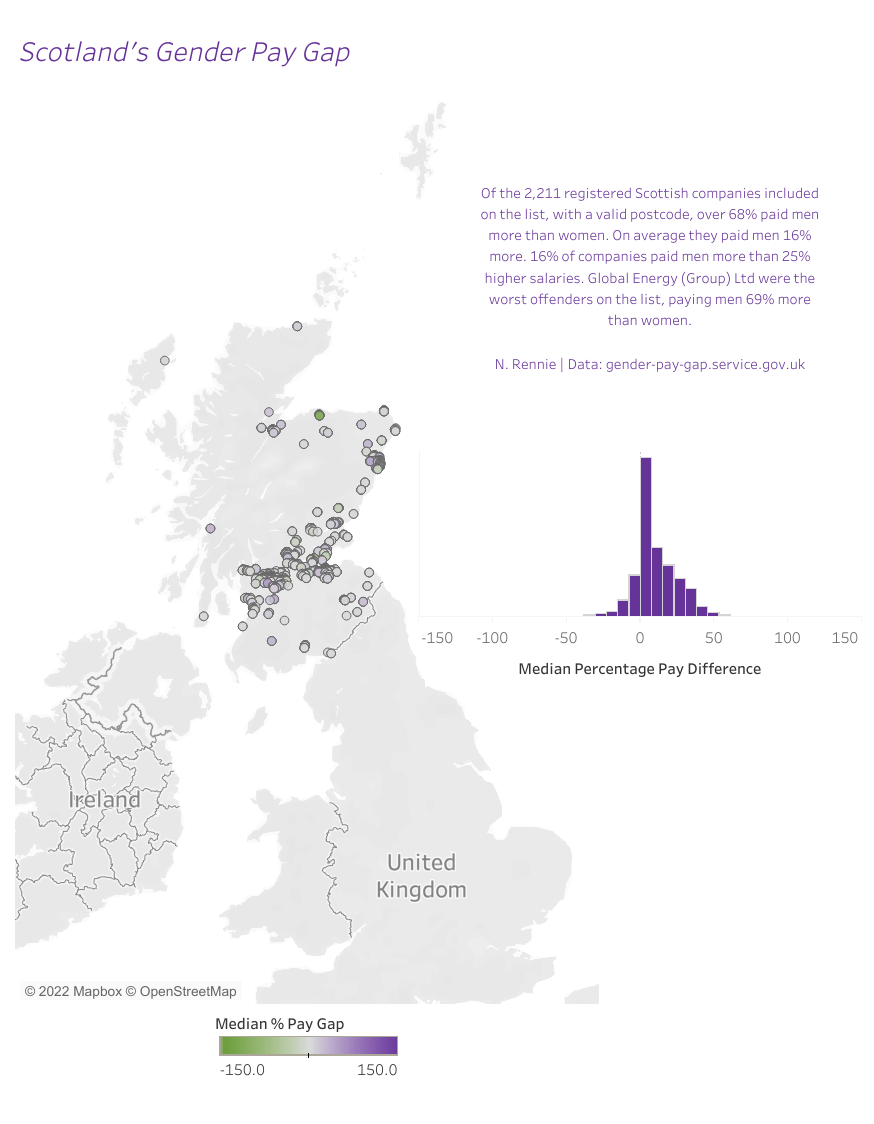 Scotland's Gender Pay Gap
Of the 2,211 registered Scottish companies included
on the list, with a valid postcode, over 68% paid men
more than women. On average they paid men 16%
more. 16% of companies paid men more than 25%
higher salaries. Global Energy (Group) Ltd were the
worst offenders on the list, paying men 69% more
than women.
N. Rennie | Data: gender-pay-gap.service.gov.uk
-150 -100 -50 0 50 100 150
Median Percentage Pay Difference
Ireland
United
Kingdom
© 2022 Mapbox © OpenStreetMap
Median % Pay Gap
-150.0 150.0